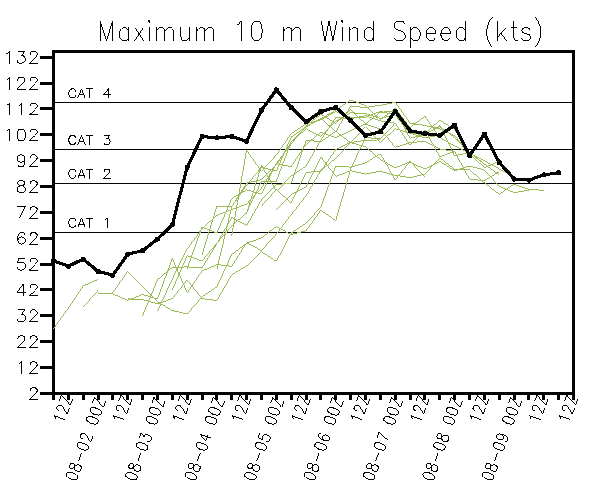 Maximum 10 m Wind Speed (kts)
132
122
CAT 4
112
102
CAT 3
92
CAT 2
82
72
CAT 1
62
52
42
32
22
12
2
12Z 08-02 00Z 12Z 08-03 00Z 12Z 08-04 00Z 12Z 08-05 00Z 12Z 08-06 00Z 12Z 08-07 00Z 12Z 08-08 00Z 12Z 08-09 00Z 12Z 12Z